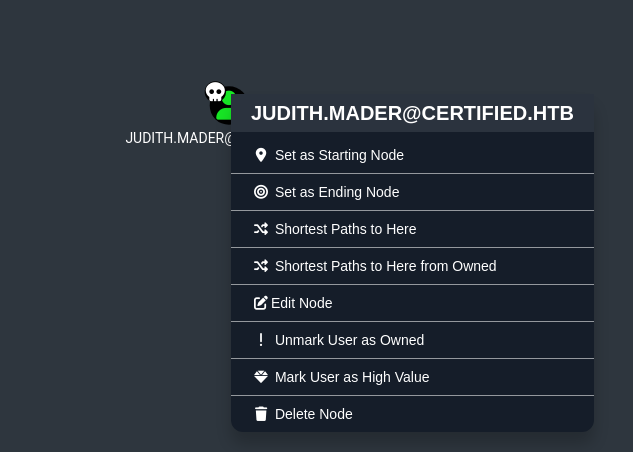 JUDITH.MADER@CERTIFIED.HTB
JUDITH.MADER@
Set as Starting Node
Set as Ending Node
Shortest Paths to Here
Shortest Paths to Here from Owned
Edit Node
Unmark User as Owned
Mark User as High Value
Delete Node